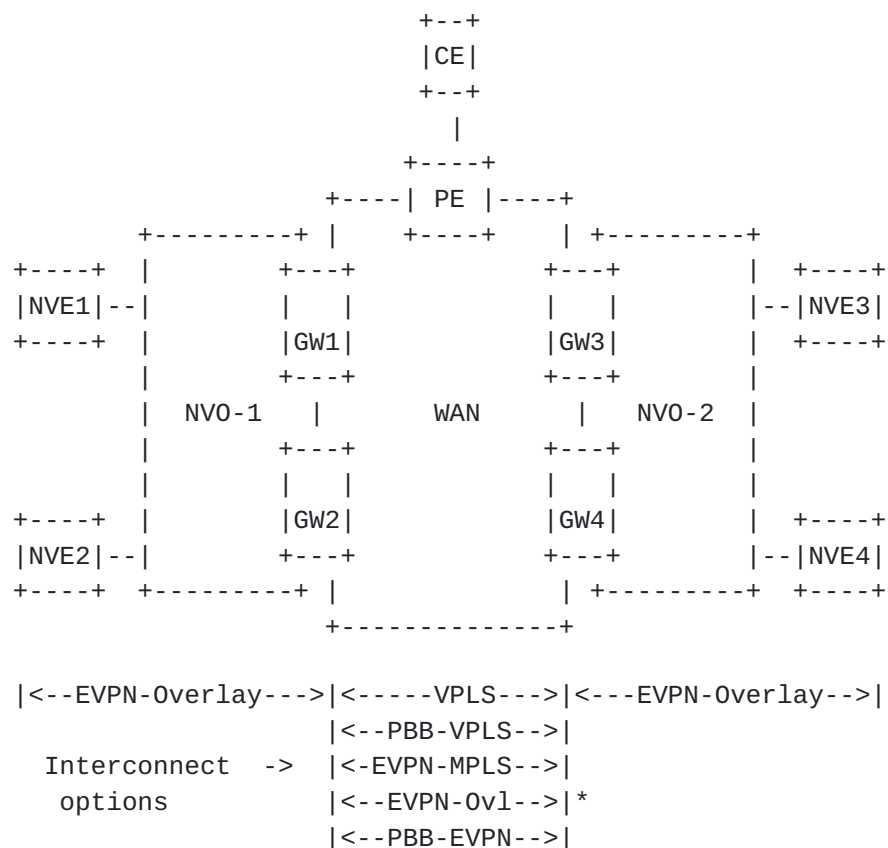 +--+
|CE|
+--+
|
+----+
+----| PE |----+
+---------+ | +----+ | +---------+
+----+ | +---+ +---+ | +----+
|NVE1|--| | | | | |--|NVE3|
+----+ | |GW1| |GW3| | +----+
| +---+ +---+ |
| NVO-1 | WAN | NVO-2 |
| +---+ +---+ |
| | | | | |
+----+ | |GW2| |GW4| | +----+
|NVE2|--| +---+ +---+ |--|NVE4|
+----+ +---------+ | | +---------+ +----+
+--------------+
|<--EVPN-Overlay--->|<-----VPLS--->|<---EVPN-Overlay-->|
|<--PBB-VPLS-->|
Interconnect -> |<-EVPN-MPLS-->|
options |<--EVPN-Ovl-->|*
|<--PBB-EVPN-->|